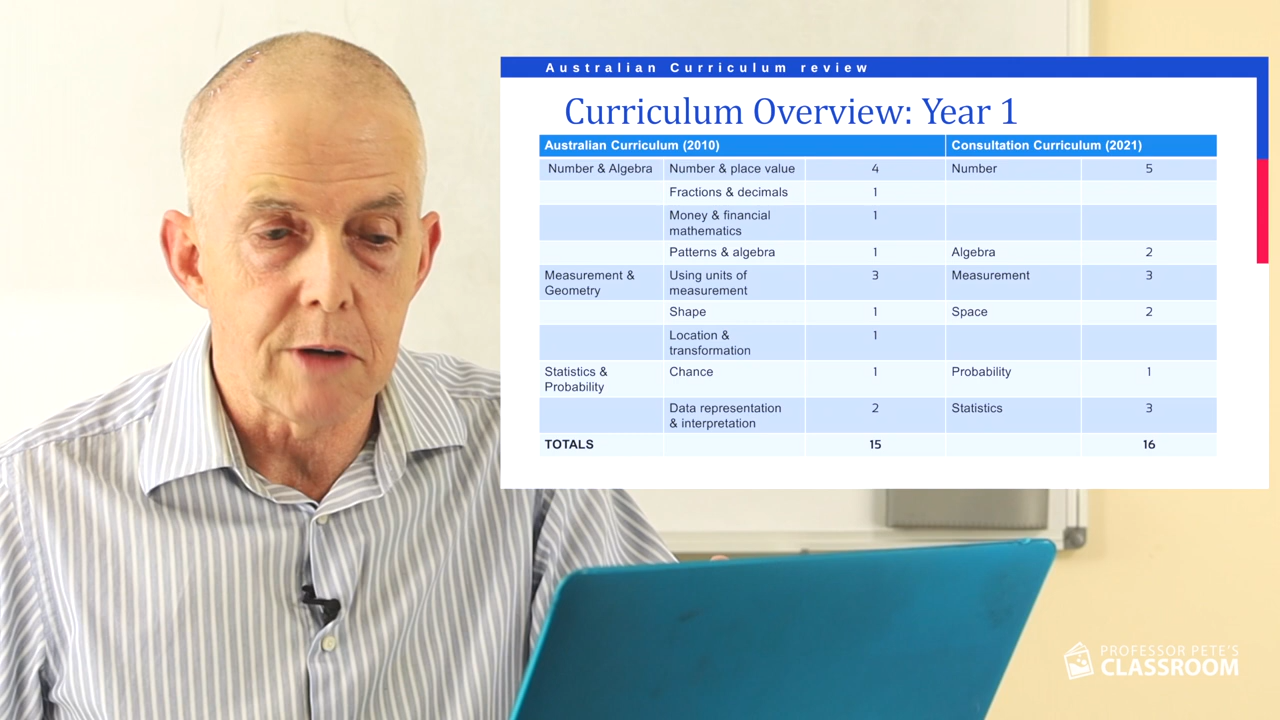 Australian Curriculum review
Curriculum Overview: Year 1
Australian Curriculum (2010) Consultation Curriculum (2021)
Number & Algebra Number & place value 4 Number 5
Fractions & decimals 1
Money & financial
mathematics 1
Patterns & algebra 1 Algebra 2
Measurement &
Geometry
Using units of
measurement
3 Measurement 3
Shape 1 Space 2
Location &
transformation
1
Statistics &
Probability
Chance 1 Probability 1
Data representation
& interpretation
2 Statistics 3
TOTALS 15 16
PROFESSOR PETE'S
CLASSROOM